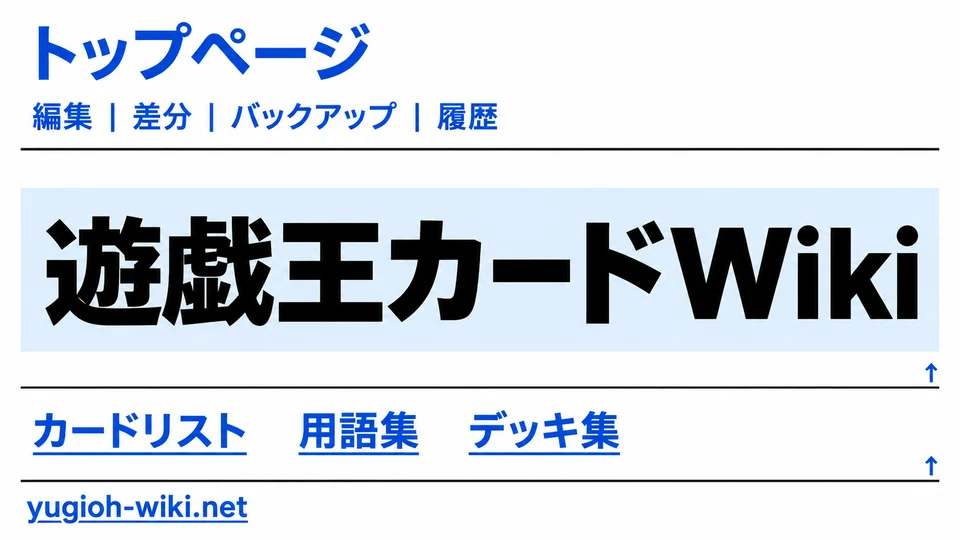 トップページ
編集 | 差分 | バックアップ | 履歴
遊戯王カードWiki
↑
カードリスト 用語集 デッキ集
↑
yugioh-wiki.net